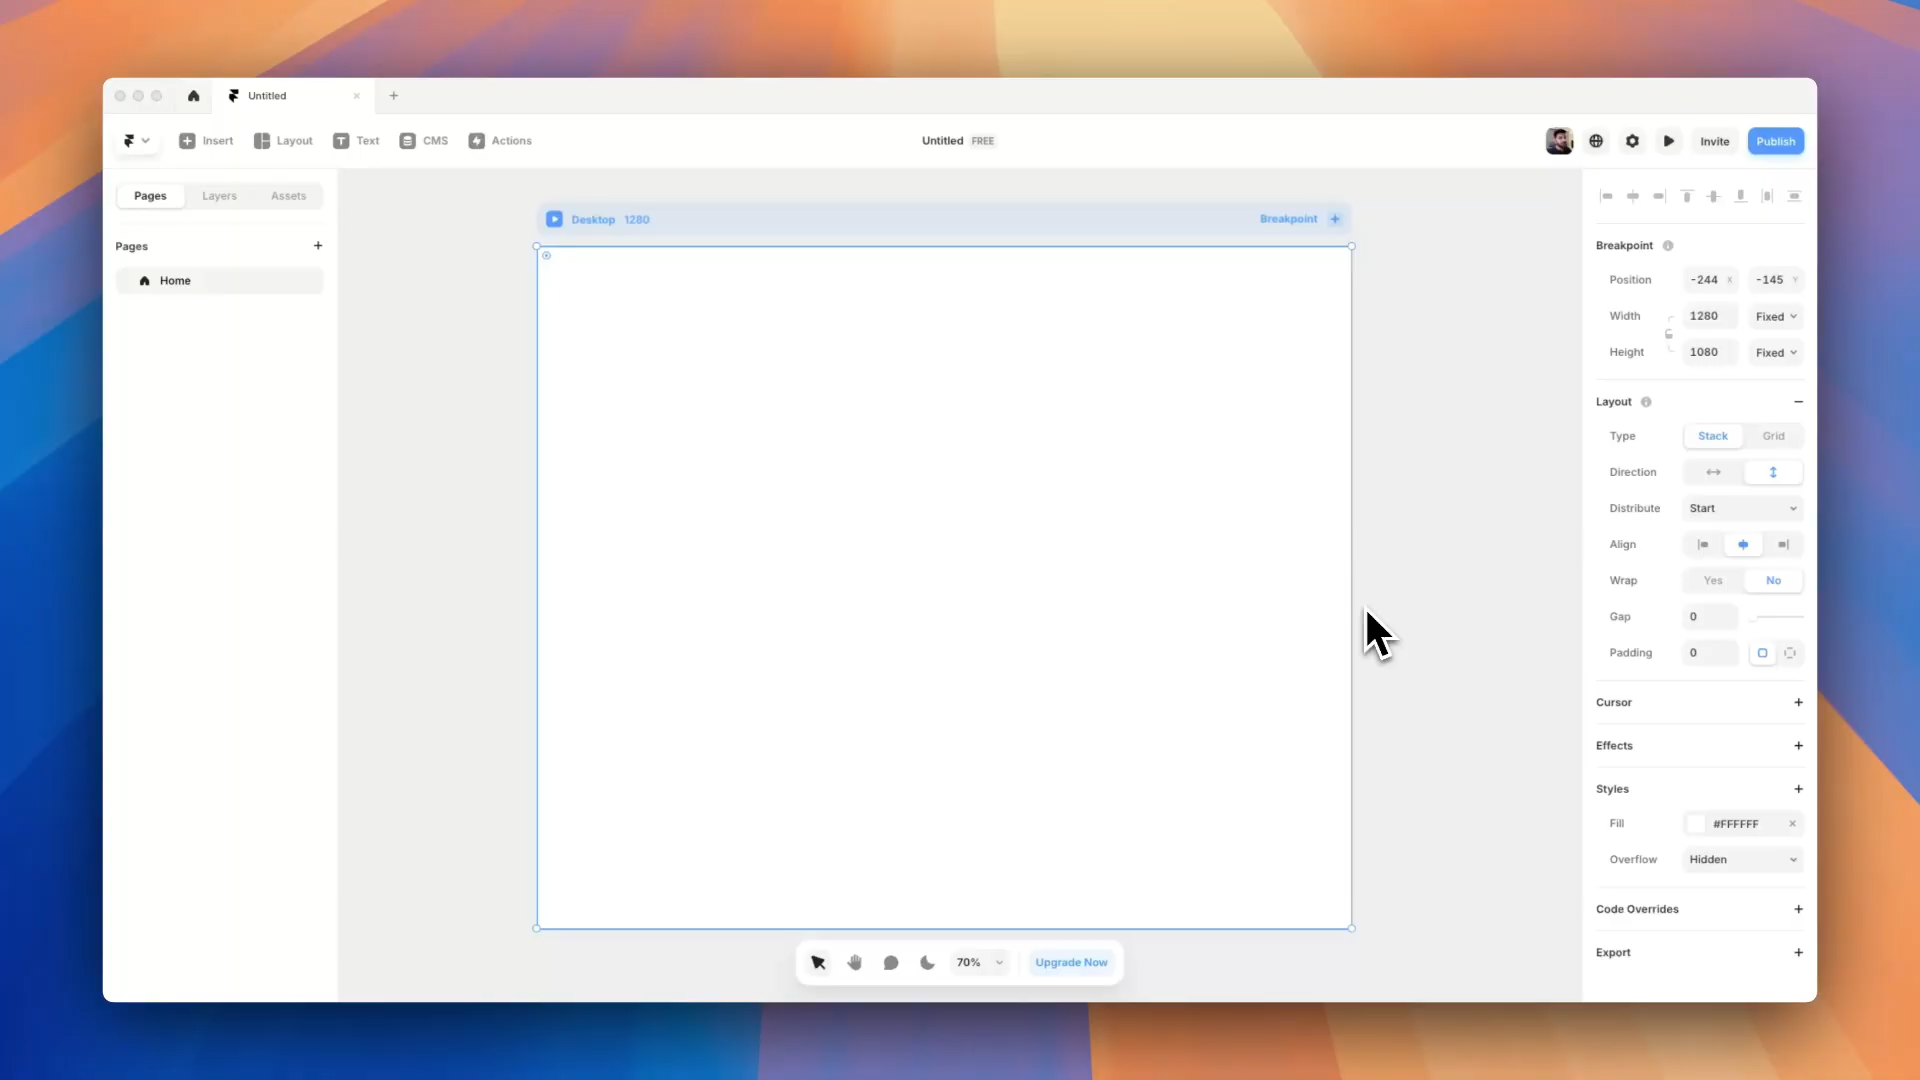 Untitled
Insert Layout Text CMS Actions
Untitled FREE
Invite Publish
Pages Layers Assets
Pages
Home
Desktop 1280
Breakpoint
Breakpoint
Position -244 X -145 Y
Width 1280 Fixed
Height 1080 Fixed
Layout
Type Stack Grid
Direction
Distribute Start
Align
Wrap Yes No
Gap 0
Padding 0
Cursor
Effects
Styles
Fill #FFFFFF
Overflow Hidden
Code Overrides
Export
70% Upgrade Now